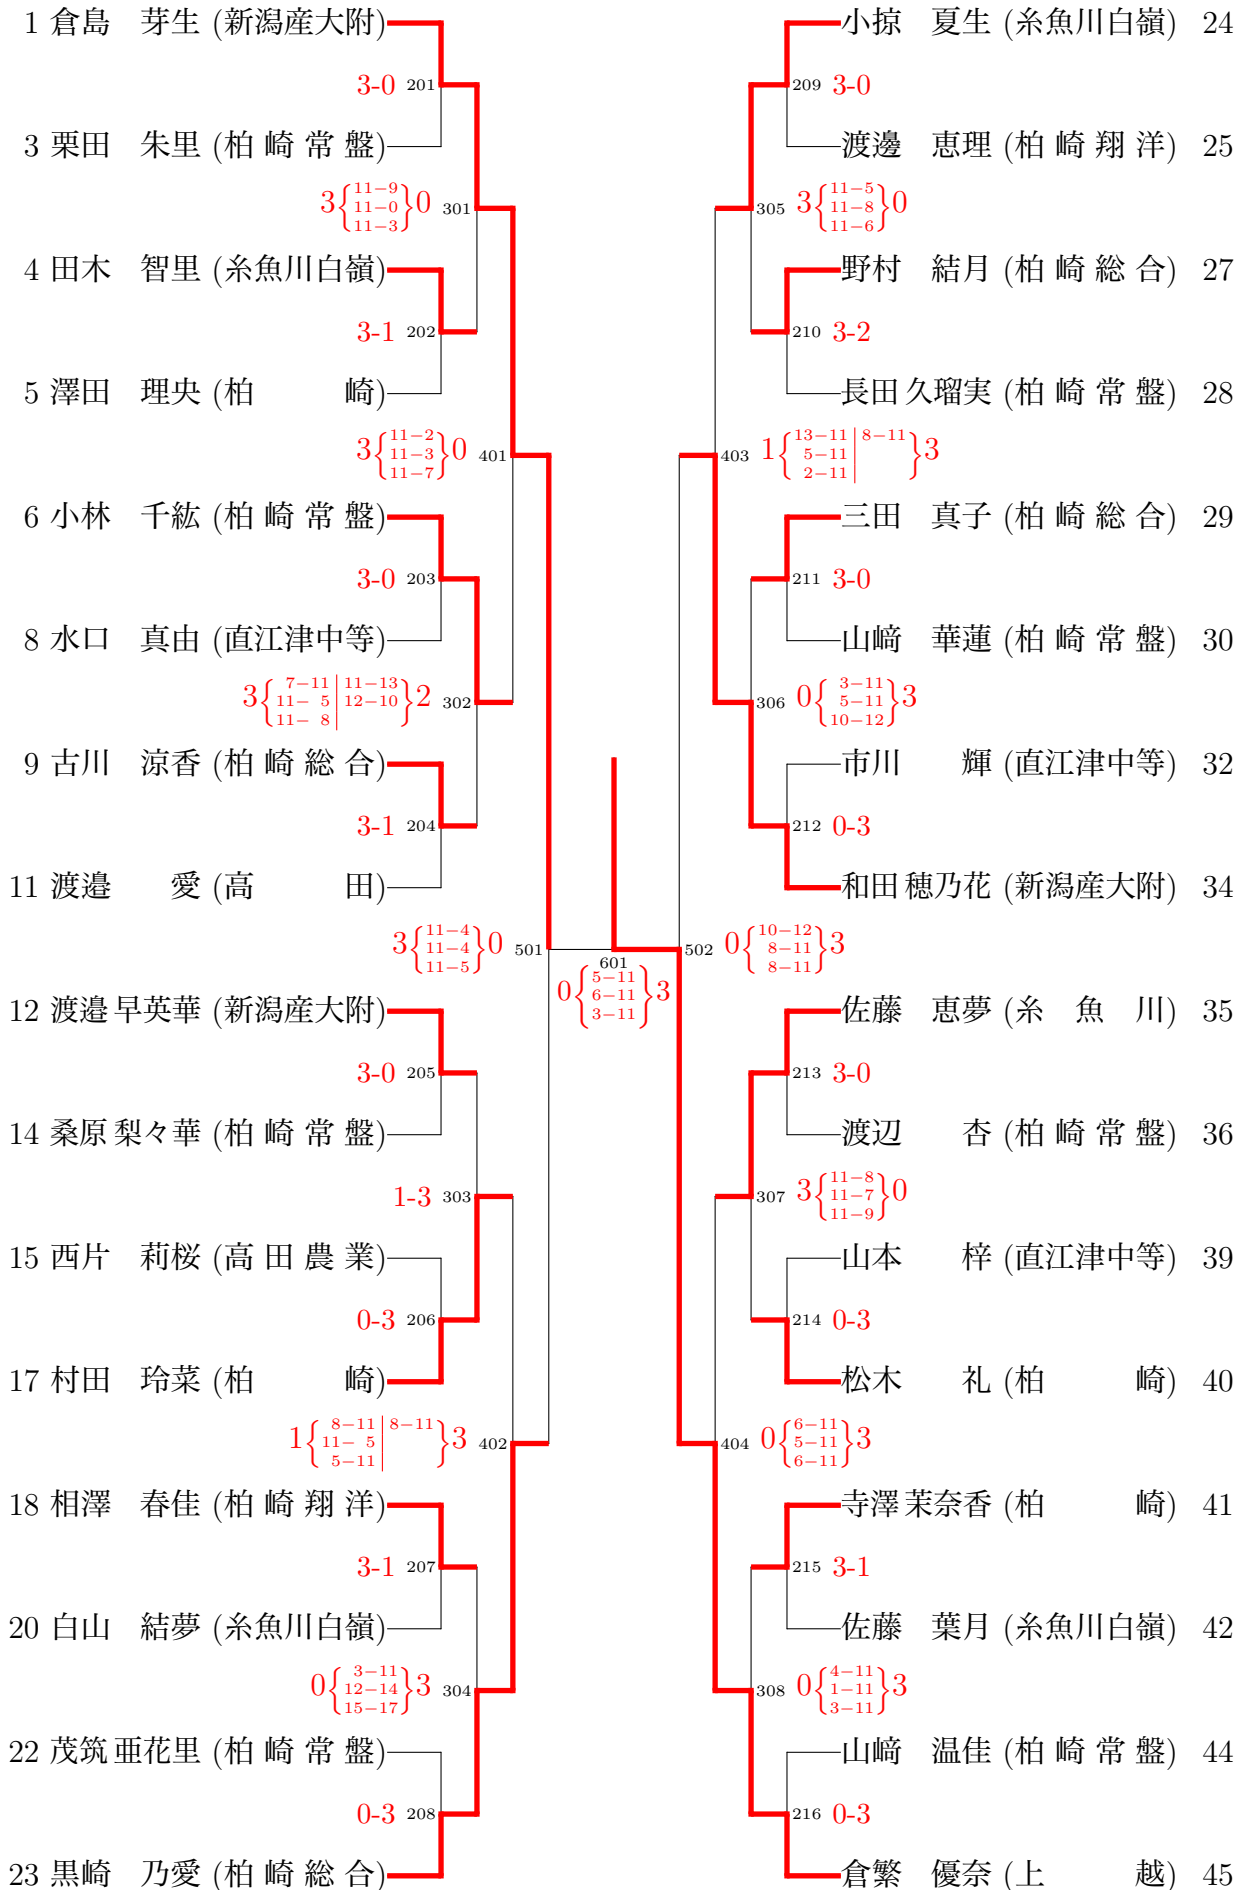 1 倉島 芽生 (新潟産大附)
3-0 201
3 栗田 朱里 (柏崎常盤)
3{11−9 11−0 11−3}0 301
4 田木 智里 (糸魚川白嶺)
3-1 202
5 澤田 理央 (柏崎)
3{11−2 11−3 11−7}0 401
6 小林 千紘 (柏崎常盤)
3-0 203
8 水口 真由 (直江津中等)
3{7−11 11−5 11−8|11−13 12−10}2 302
9 古川 涼香 (柏崎総合)
3-1 204
11 渡邉 愛 (高田)
3{11−4 11−4 11−5}0 501
12 渡邉 早英華 (新潟産大附)
3-0 205
14 桑原 梨々華 (柏崎常盤)
1-3 303
15 西片 莉桜 (高田農業)
0-3 206
17 村田 玲菜 (柏崎)
1{8−11 11−5 5−11|8−11}3 402
18 相澤 春佳 (柏崎翔洋)
3-1 207
20 白山 結夢 (糸魚川白嶺)
0{3−11 12−14 15−17}3 304
22 茂筑 亜花里 (柏崎常盤)
0-3 208
23 黒崎 乃愛 (柏崎総合)
601
0{5−11 6−11 3−11}3
小掠 夏生 (糸魚川白嶺) 24
209 3-0
渡邊 恵理 (柏崎翔洋) 25
305 3{11−5 11−8 11−6}0
野村 結月 (柏崎総合) 27
210 3-2
長田 久瑠実 (柏崎常盤) 28
403 1{13−11 5−11 2−11|8−11}3
三田 真子 (柏崎総合) 29
211 3-0
山﨑 華蓮 (柏崎常盤) 30
306 0{3−11 5−11 10−12}3
市川 輝 (直江津中等) 32
212 0-3
和田 穂乃花 (新潟産大附) 34
502 0{10−12 8−11 8−11}3
佐藤 恵夢 (糸魚川) 35
213 3-0
渡辺 杏 (柏崎常盤) 36
307 3{11−8 11−7 11−9}0
山本 梓 (直江津中等) 39
214 0-3
松木 礼 (柏崎) 40
404 0{6−11 5−11 6−11}3
寺澤 茉奈香 (柏崎) 41
215 3-1
佐藤 葉月 (糸魚川白嶺) 42
308 0{4−11 1−11 3−11}3
山﨑 温佳 (柏崎常盤) 44
216 0-3
倉繁 優奈 (上越) 45